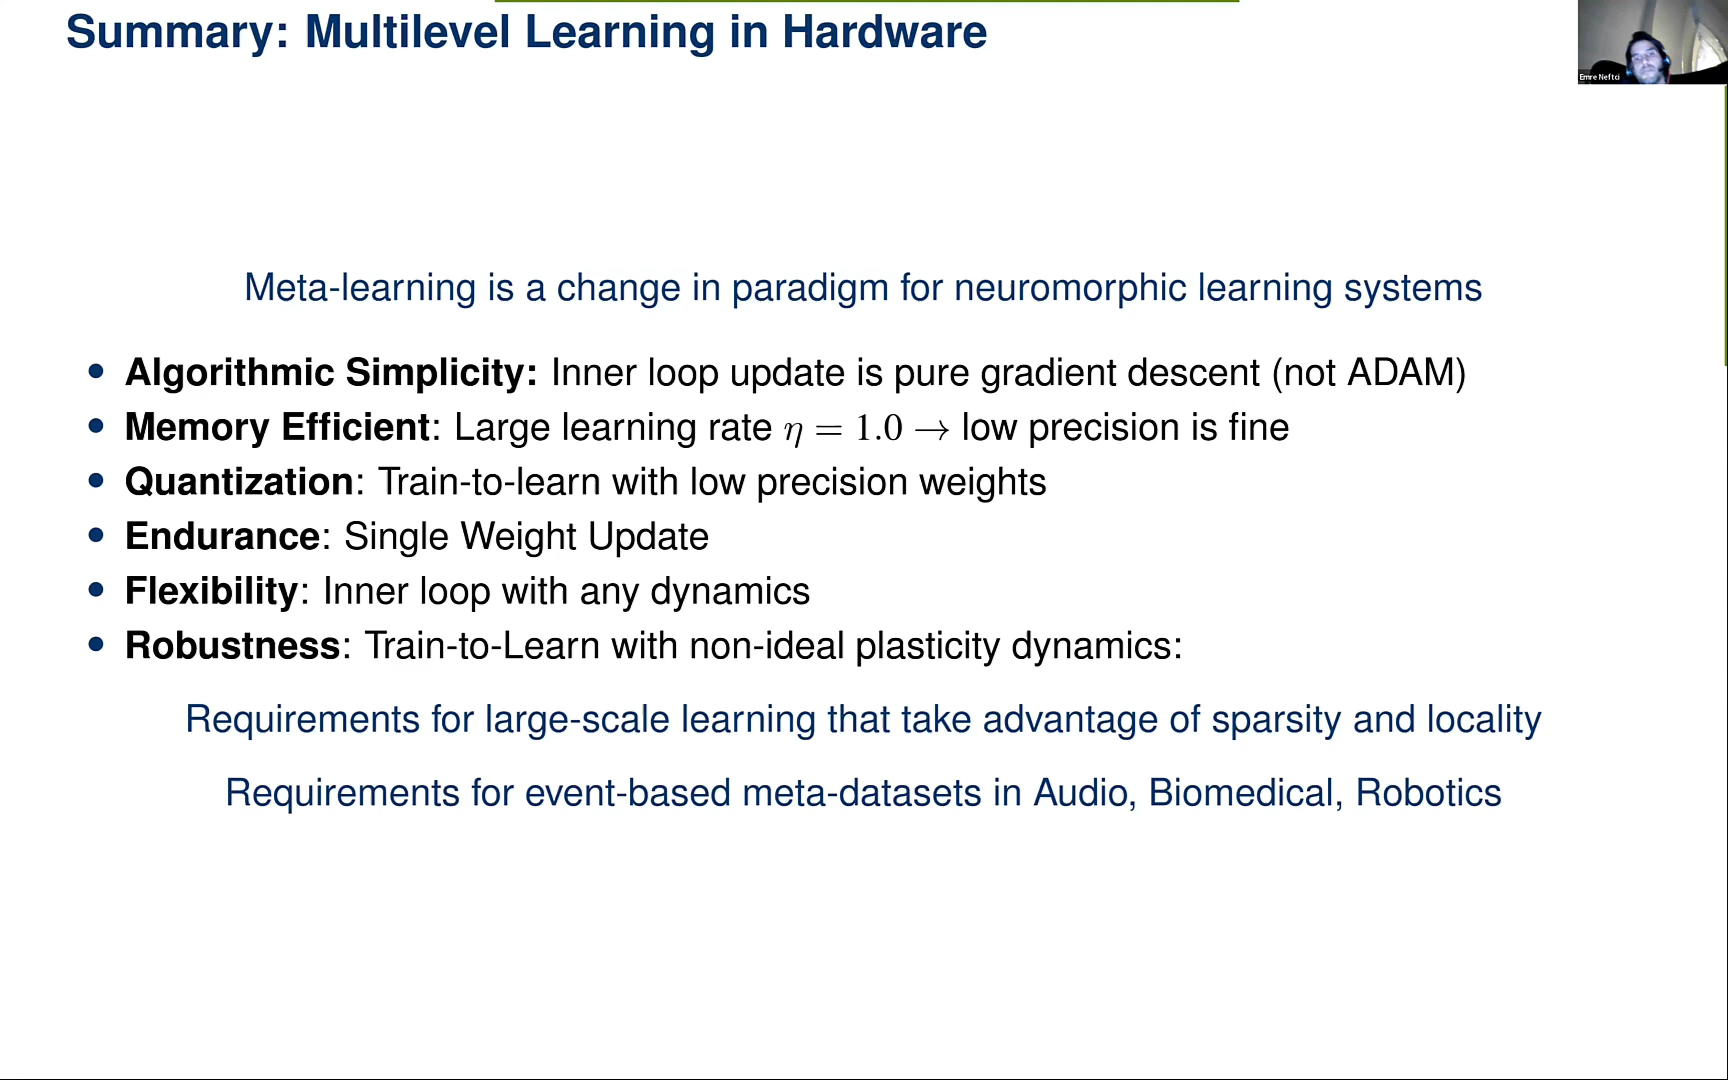 Summary: Multilevel Learning in Hardware
Emre Neftci
Meta-learning is a change in paradigm for neuromorphic learning systems
• Algorithmic Simplicity: Inner loop update is pure gradient descent (not ADAM)
• Memory Efficient: Large learning rate η = 1.0 → low precision is fine
• Quantization: Train-to-learn with low precision weights
• Endurance: Single Weight Update
• Flexibility: Inner loop with any dynamics
• Robustness: Train-to-Learn with non-ideal plasticity dynamics:
Requirements for large-scale learning that take advantage of sparsity and locality
Requirements for event-based meta-datasets in Audio, Biomedical, Robotics